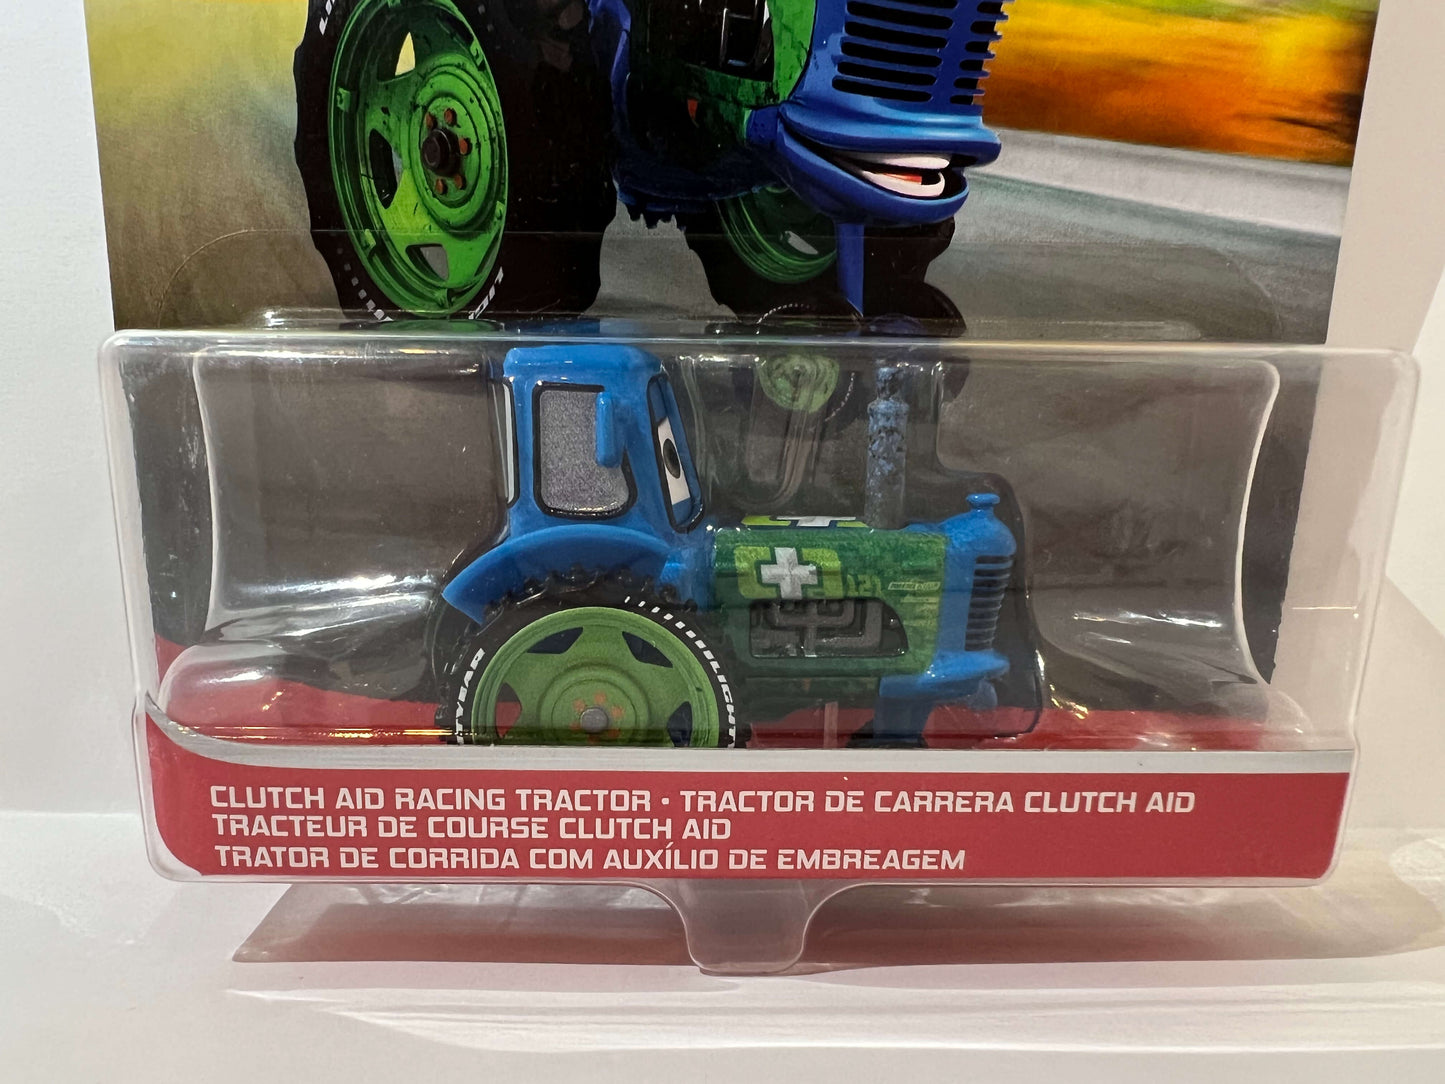 LIGHTYEAR
CLUTCH AID RACING TRACTOR • TRACTOR DE CARRERA CLUTCH AID
TRACTEUR DE COURSE CLUTCH AID
TRATOR DE CORRIDA COM AUXÍLIO DE EMBREAGEM